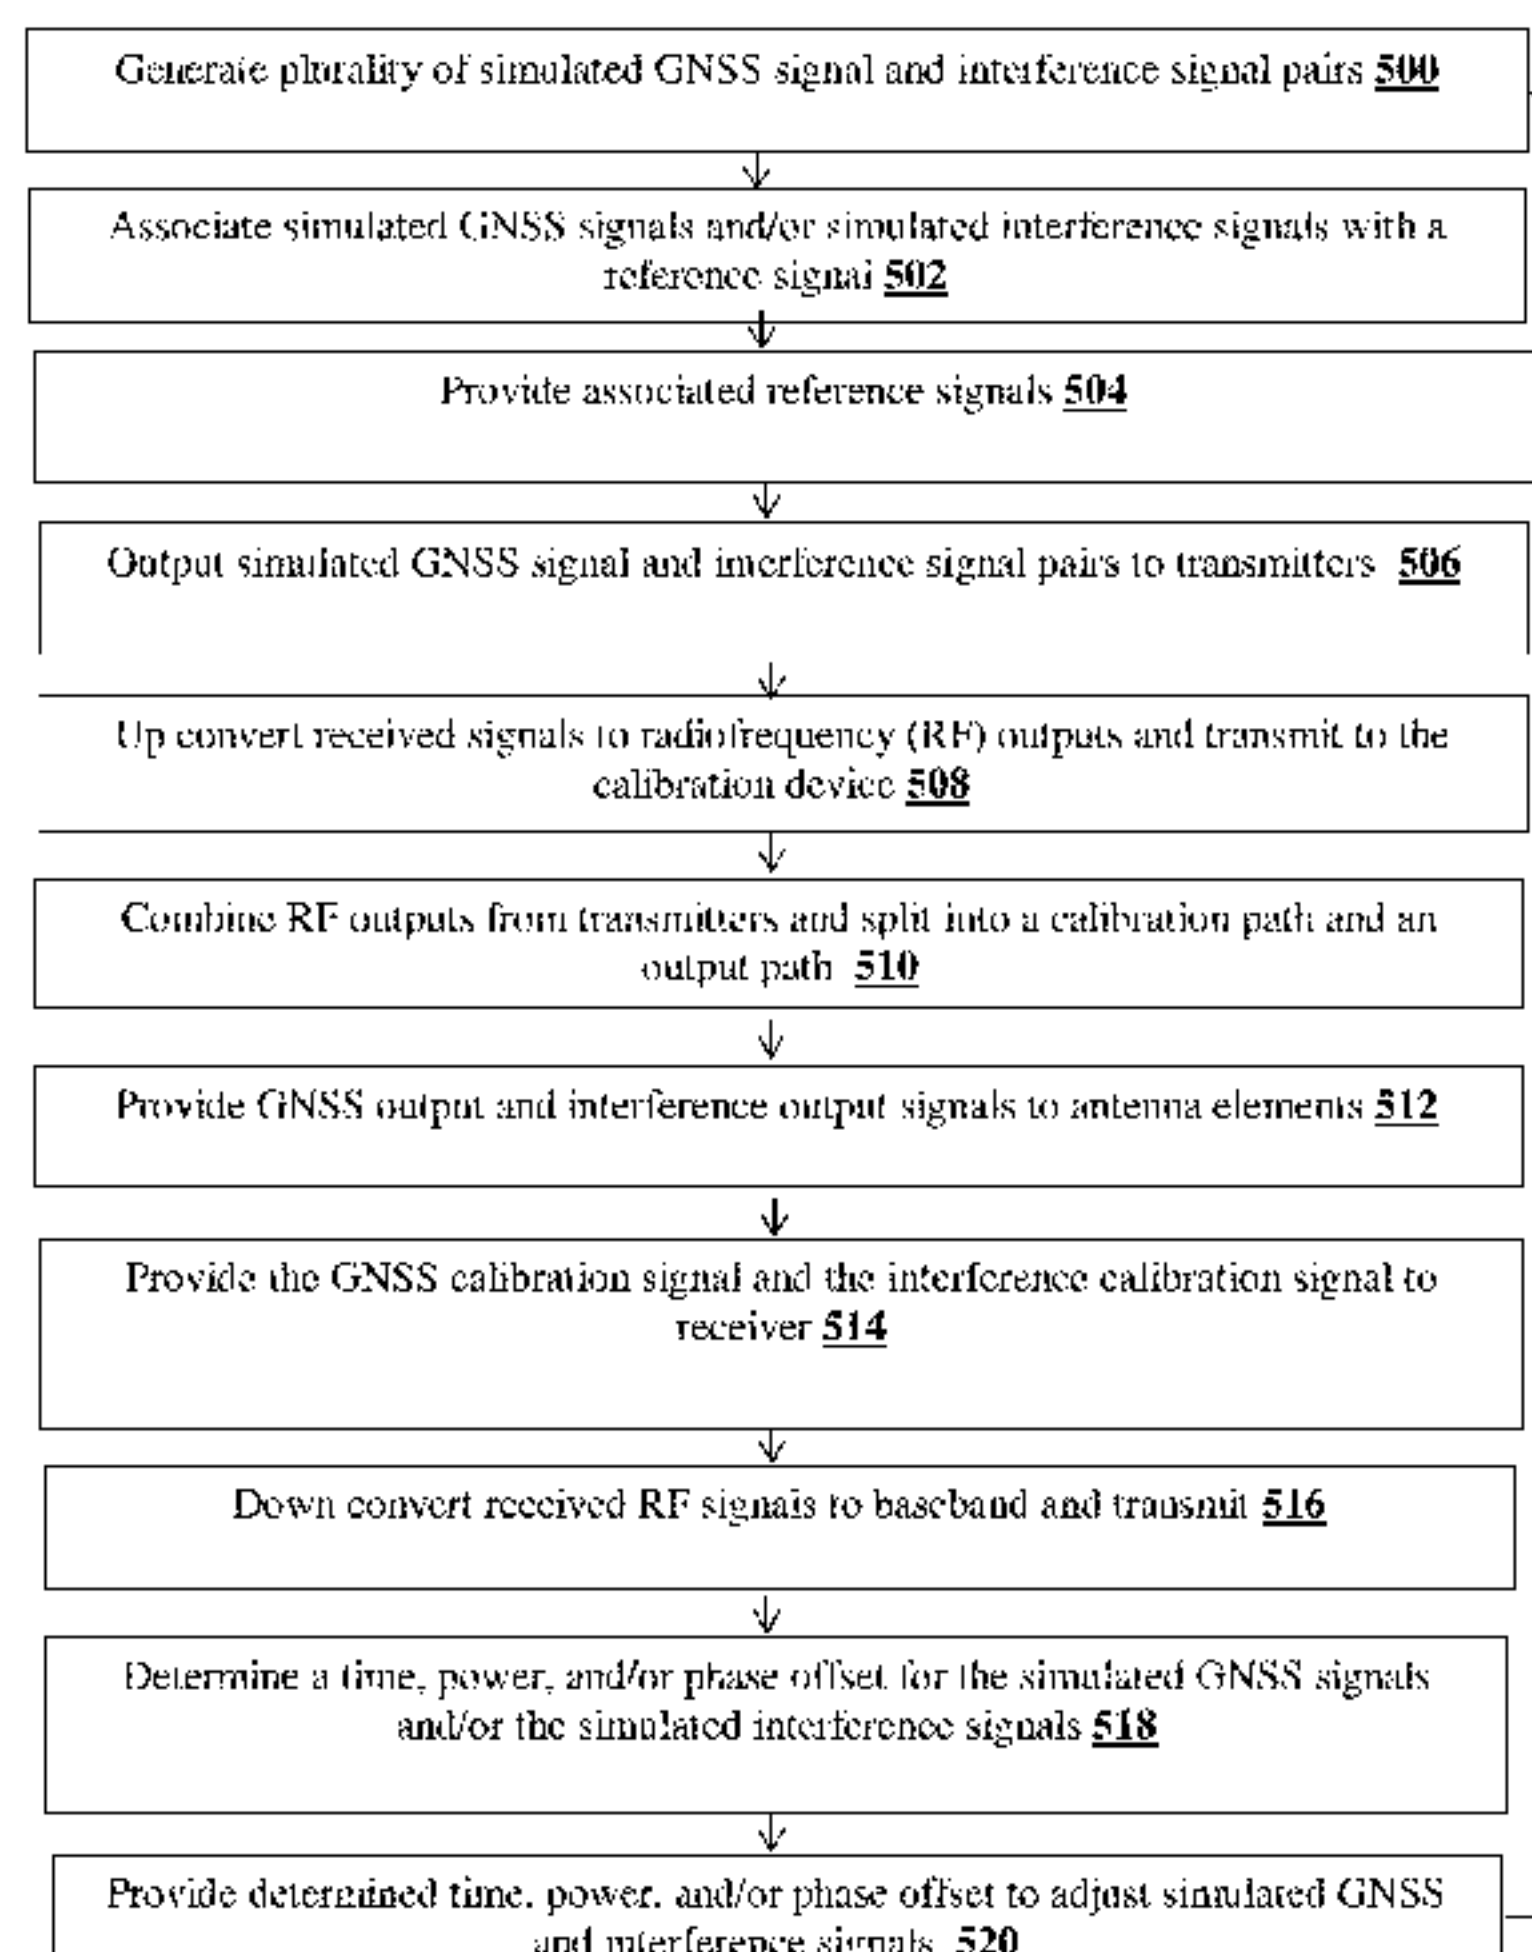 Generate plurality of simulated GNSS signal and interference signal pairs 500
Associate simulated GNSS signals and/or simulated interference signals with a
reference signal 502
Provide associated reference signals 504
Output simulated GNSS signal and interference signal pairs to transmitters 506
Up convert received signals to radiofrequency (RF) outputs and transmit to the
calibration device 508
Combine RF outputs from transmitters and split into a calibration path and an
output path 510
Provide GNSS output and interference output signals to antenna elements 512
Provide the GNSS calibration signal and the interference calibration signal to
receiver 514
Down convert received RF signals to baseband and transmit 516
Determine a time, power, and/or phase offset for the simulated GNSS signals
and/or the simulated interference signals 518
Provide determined time, power, and/or phase offset to adjust simulated GNSS
and interference signals 520